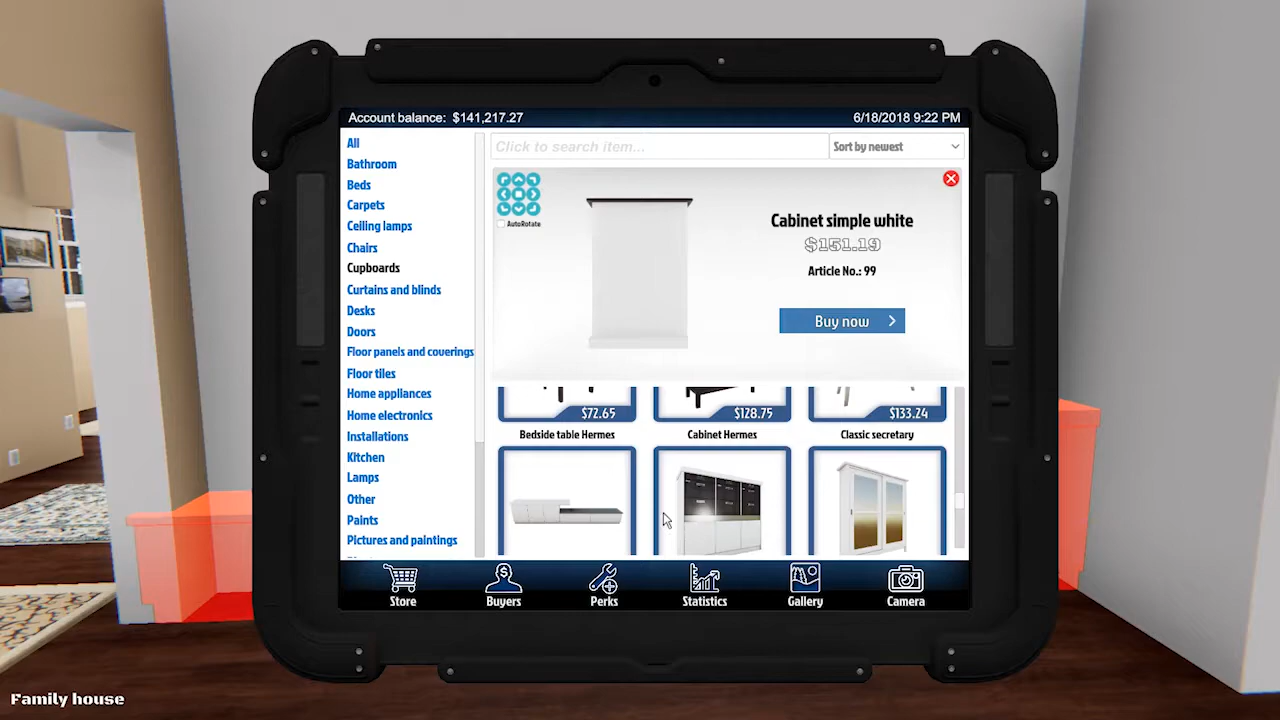 Account balance: $141,217.27
6/18/2018 9:22 PM
All
Bathroom
Beds
Carpets
Ceiling lamps
Chairs
Cupboards
Curtains and blinds
Desks
Doors
Floor panels and coverings
Floor tiles
Home appliances
Home electronics
Installations
Kitchen
Lamps
Other
Paints
Pictures and paintings
Click to search item...
Sort by newest
AutoRotate
Cabinet simple white
$151.19
Article No.: 99
Buy now
$72.65
$128.75
$133.24
Bedside table Hermes
Cabinet Hermes
Classic secretary
Store
Buyers
Perks
Statistics
Gallery
Camera
Family house